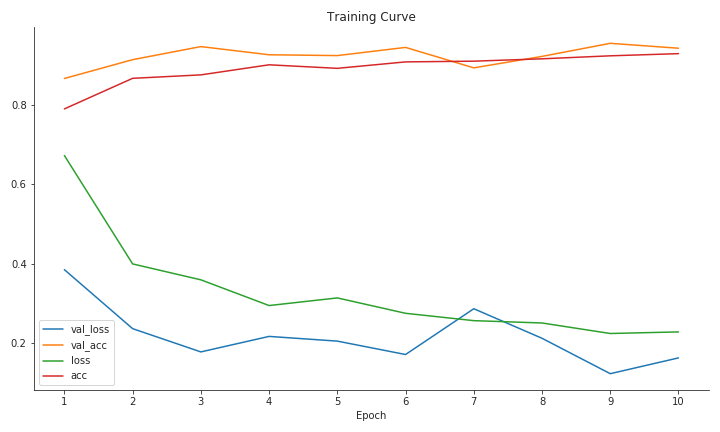 Training Curve
0.8
0.6
0.4
0.2
val_loss
val_acc
loss
acc
1 2 3 4 5 6 7 8 9 10
Epoch